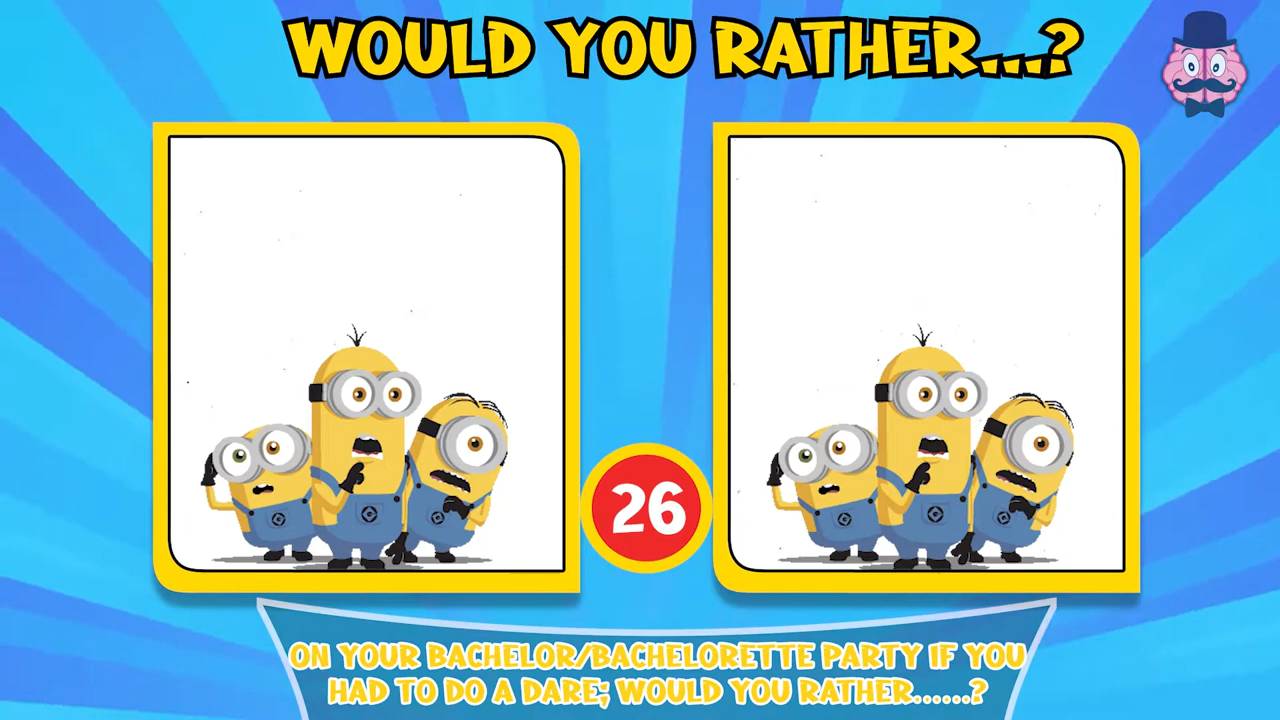 WOULD YOU RATHER...?
26
ON YOUR BACHELOR/BACHELORETTE PARTY IF YOU
HAD TO DO A DARE; WOULD YOU RATHER......?